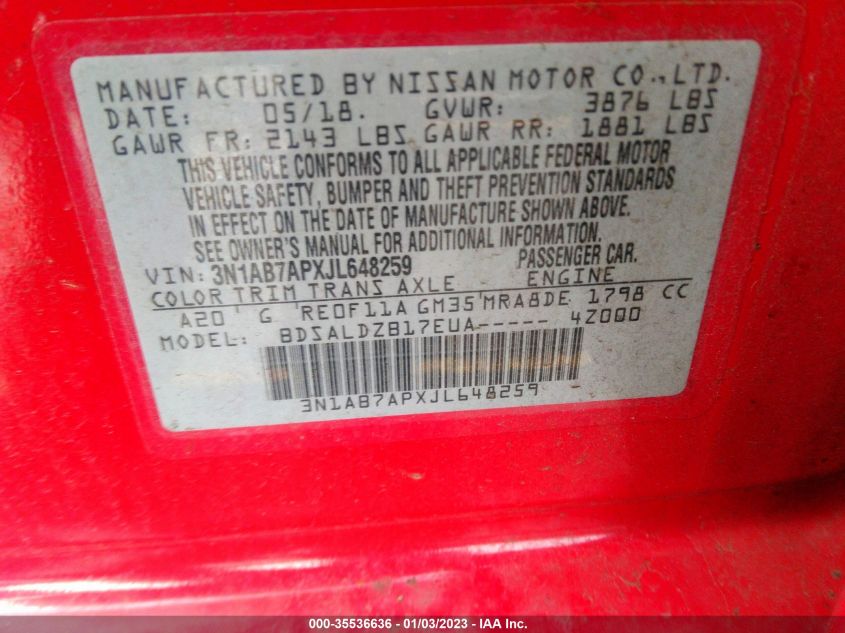 MANUFACTURED BY NISSAN MOTOR CO., LTD.
DATE: 05/18. GVWR: 3876 LBS
GAWR FR: 2143 LBS GAWR RR: 1881 LBS
THIS VEHICLE CONFORMS TO ALL APPLICABLE FEDERAL MOTOR
VEHICLE SAFETY, BUMPER AND THEFT PREVENTION STANDARDS
IN EFFECT ON THE DATE OF MANUFACTURE SHOWN ABOVE.
SEE OWNER'S MANUAL FOR ADDITIONAL INFORMATION.
VIN: 3N1AB7APXJL648259 PASSENGER CAR.
COLOR TRIM TRANS AXLE ENGINE
A20 G RE0F11A GM35 MRA8DE 1798 CC
MODEL: BDSALDZB17EUA----- 4Z000
3N1AB7APXJL648259
000-35536636 - 01/03/2023 - IAA Inc.